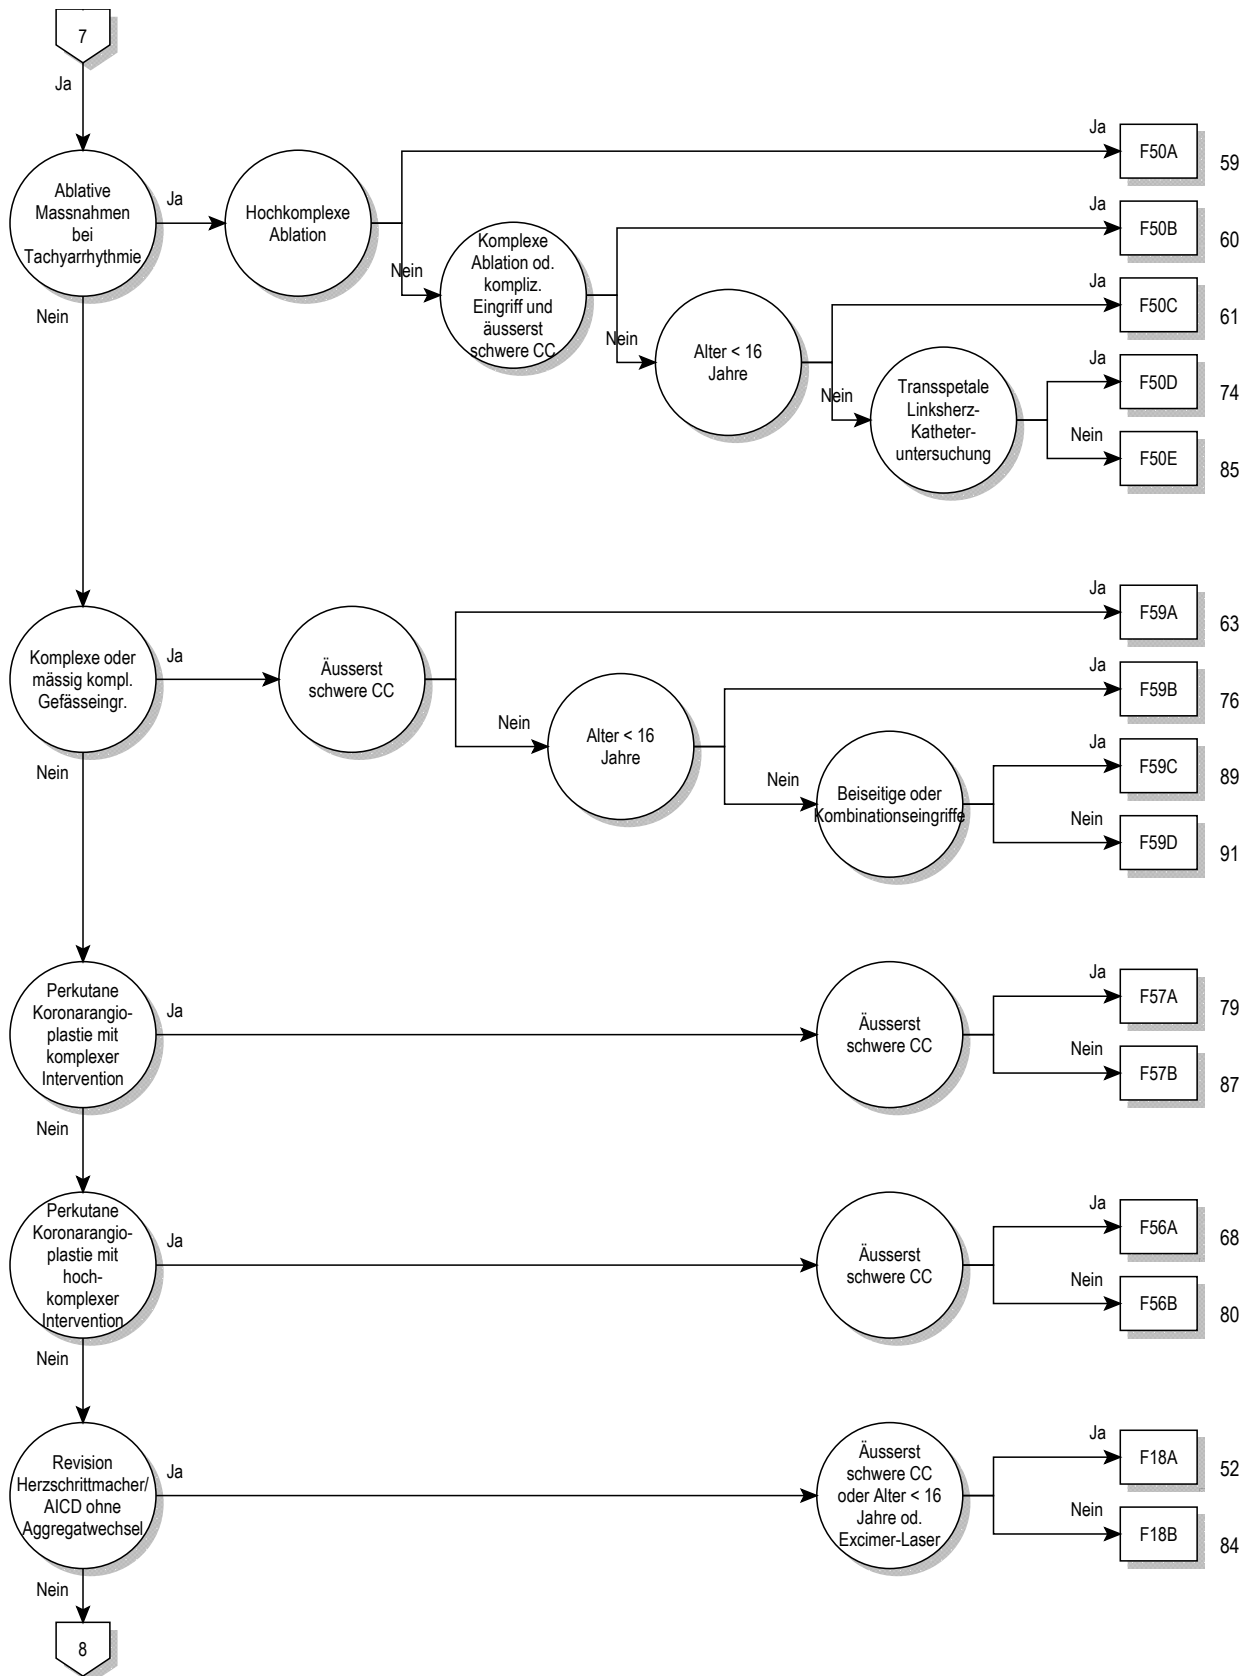 7
Ja
Ablative
Massnahmen
bei
Tachyarrhythmie
Ja
Hochkomplexe
Ablation
Ja
F50A
59
Nein
Komplexe
Ablation od.
kompliz.
Eingriff und
äusserst
schwere CC
Ja
F50B
60
Nein
Alter < 16
Jahre
Ja
F50C
61
Nein
Transspetale
Linksherz-
Katheter-
untersuchung
Ja
F50D
74
Nein
F50E
85
Nein
Komplexe oder
mässig kompl.
Gefässeingr.
Ja
Äusserst
schwere CC
Ja
F59A
63
Nein
Alter < 16
Jahre
Ja
F59B
76
Nein
Beiseitige oder
Kombinationseingriffe
Ja
F59C
89
Nein
F59D
91
Nein
Perkutane
Koronarangio-
plastie mit
komplexer
Intervention
Ja
Äusserst
schwere CC
Ja
F57A
79
Nein
F57B
87
Nein
Perkutane
Koronarangio-
plastie mit
hoch-
komplexer
Intervention
Ja
Äusserst
schwere CC
Ja
F56A
68
Nein
F56B
80
Nein
Revision
Herzschrittmacher/
AICD ohne
Aggregatwechsel
Ja
Äusserst
schwere CC
oder Alter < 16
Jahre od.
Excimer-Laser
Ja
F18A
52
Nein
F18B
84
Nein
8